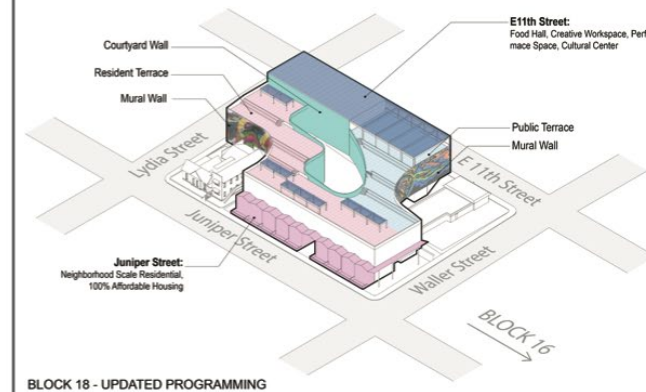 E11th Street:
Food Hall, Creative Workspace, Perf
mace Space, Cultural Center
Courtyard Wall
Resident Terrace
Mural Wall
Public Terrace
Mural Wall
Lydia Street
E 11th Street
Juniper Street
Waller Street
Juniper Street:
Neighborhood Scale Residential,
100% Affordable Housing
BLOCK 16
BLOCK 18 - UPDATED PROGRAMMING